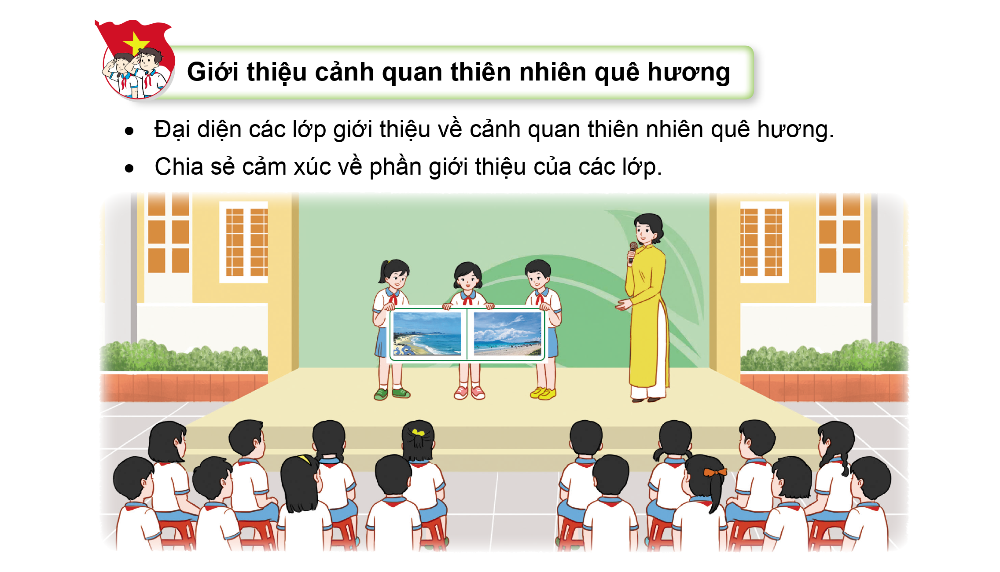 Giới thiệu cảnh quan thiên nhiên quê hương
• Đại diện các lớp giới thiệu về cảnh quan thiên nhiên quê hương.
• Chia sẻ cảm xúc về phần giới thiệu của các lớp.